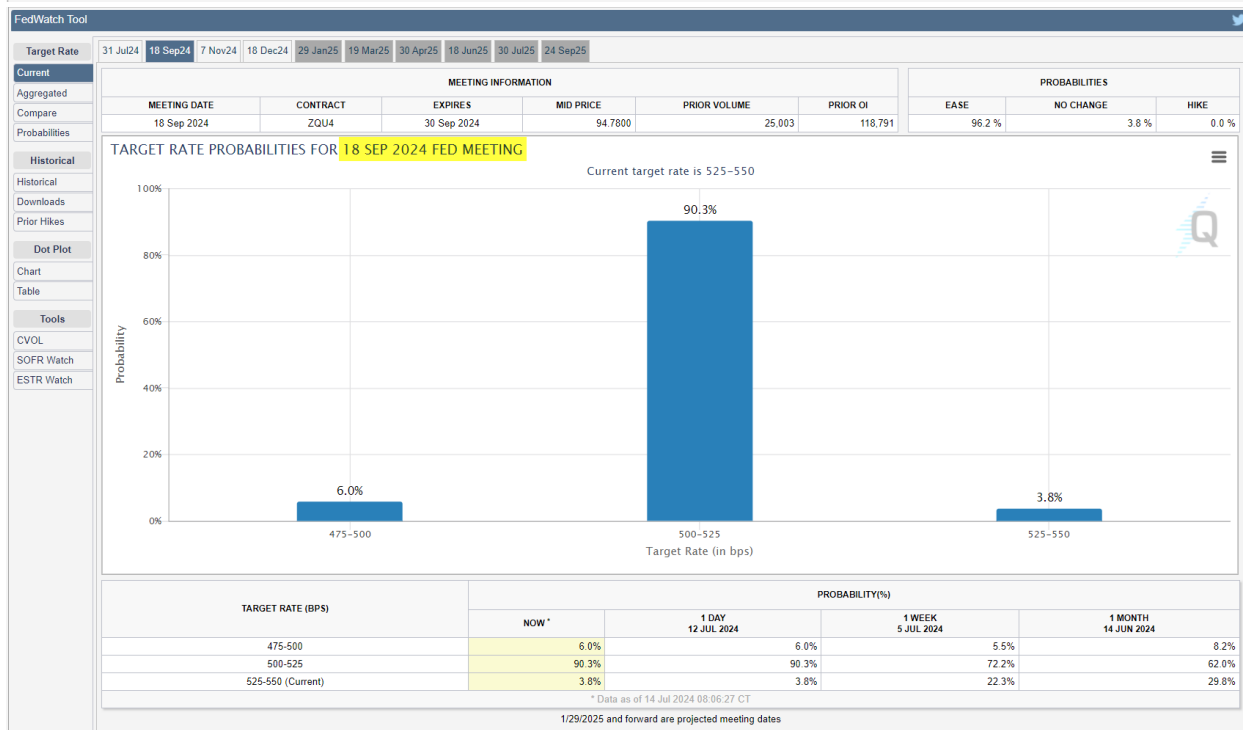 FedWatch Tool
Target Rate
Current
Aggregated
Compare
Probabilities
Historical
Historical
Downloads
Prior Hikes
Dot Plot
Chart
Table
Tools
CVOL
SOFR Watch
ESTR Watch
31 Jul24 18 Sep24 7 Nov24 18 Dec24 29 Jan25 19 Mar25 30 Apr25 18 Jun25 30 Jul25 24 Sep25
MEETING INFORMATION
MEETING DATE CONTRACT EXPIRES MID PRICE PRIOR VOLUME PRIOR OI
18 Sep 2024 ZQU4 30 Sep 2024 94.7800 25,003 118,791
PROBABILITIES
EASE NO CHANGE HIKE
96.2 % 3.8 % 0.0 %
TARGET RATE PROBABILITIES FOR 18 SEP 2024 FED MEETING
Current target rate is 525-550
Q
Probability
100%
80%
60%
40%
20%
0%
6.0%
90.3%
3.8%
475-500 500-525 525-550
Target Rate (in bps)
TARGET RATE (BPS) PROBABILITY(%)
NOW * 1 DAY 1 WEEK 1 MONTH
12 JUL 2024 5 JUL 2024 14 JUN 2024
475-500 6.0% 6.0% 5.5% 8.2%
500-525 90.3% 90.3% 72.2% 62.0%
525-550 (Current) 3.8% 3.8% 22.3% 29.8%
* Data as of 14 Jul 2024 08:06:27 CT
1/29/2025 and forward are projected meeting dates